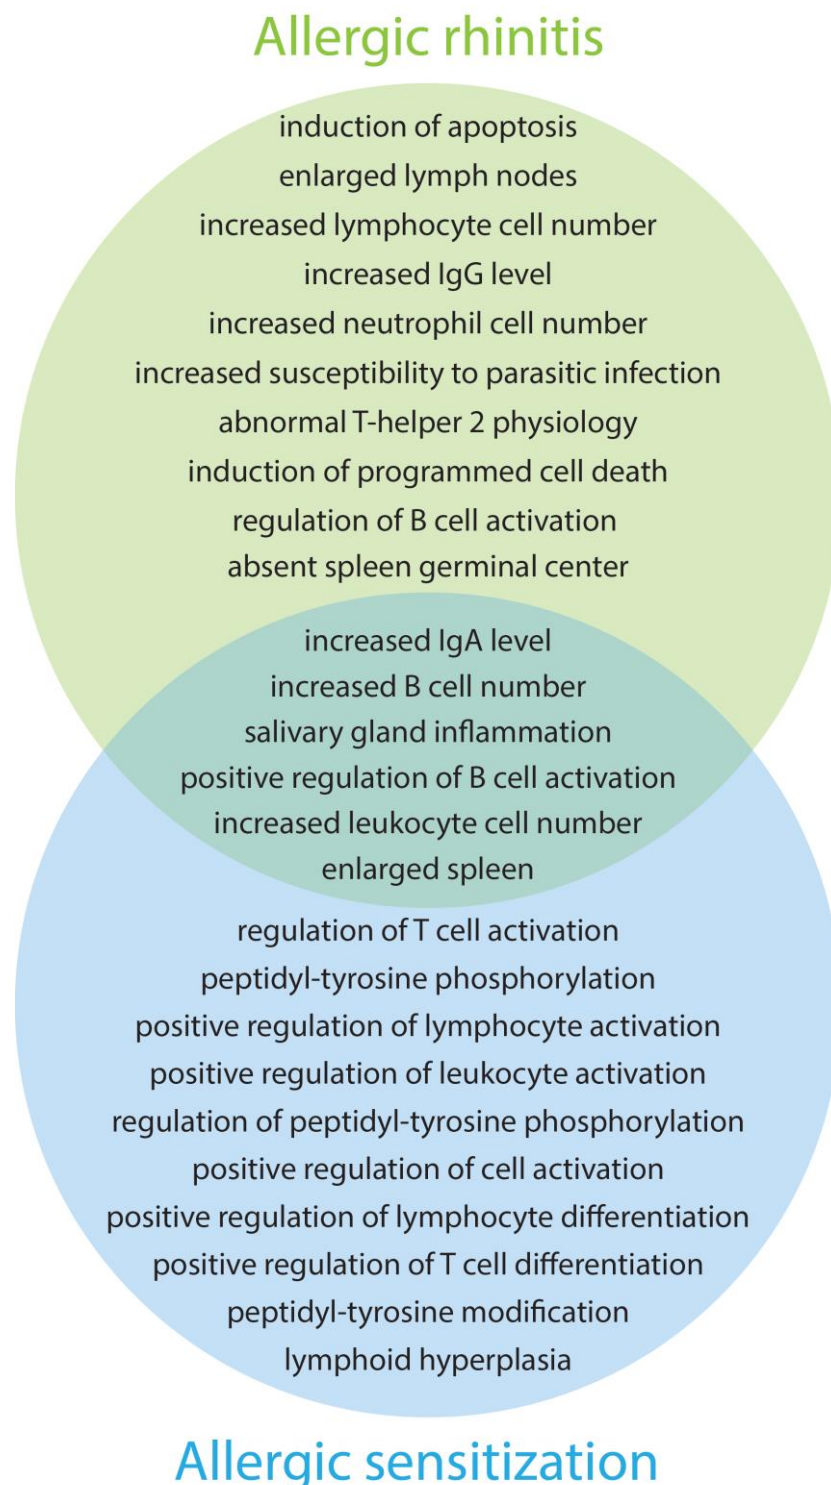 Allergic rhinitis
induction of apoptosis
enlarged lymph nodes
increased lymphocyte cell number
increased IgG level
increased neutrophil cell number
increased susceptibility to parasitic infection
abnormal T-helper 2 physiology
induction of programmed cell death
regulation of B cell activation
absent spleen germinal center
increased IgA level
increased B cell number
salivary gland inflammation
positive regulation of B cell activation
increased leukocyte cell number
enlarged spleen
regulation of T cell activation
peptidyl-tyrosine phosphorylation
positive regulation of lymphocyte activation
positive regulation of leukocyte activation
regulation of peptidyl-tyrosine phosphorylation
positive regulation of cell activation
positive regulation of lymphocyte differentiation
positive regulation of T cell differentiation
peptidyl-tyrosine modification
lymphoid hyperplasia
Allergic sensitization